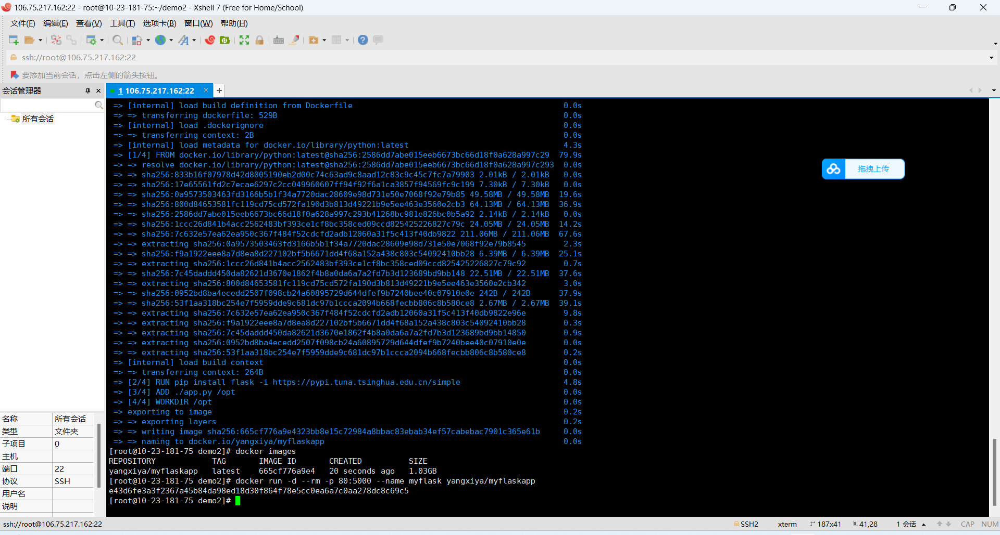 106.75.217.162:22 - root@10-23-181-75:~/demo2 - Xshell 7 (Free for Home/School)
文件(F) 编辑(E) 查看(V) 工具(T) 选项卡(B) 窗口(W) 帮助(H)
ssh://root@106.75.217.162:22
要添加当前会话，点击左侧的箭头按钮。
会话管理器
1 106.75.217.162:22
所有会话
=> [internal] load build definition from Dockerfile 0.0s
=> => transferring dockerfile: 529B 0.0s
=> [internal] load .dockerignore 0.0s
=> => transferring context: 2B 0.0s
=> [internal] load metadata for docker.io/library/python:latest 4.3s
=> [1/4] FROM docker.io/library/python:latest@sha256:2586dd7abe015eeb6673bc66d18f0a628a997c29 79.9s
=> => resolve docker.io/library/python:latest@sha256:2586dd7abe015eeb6673bc66d18f0a628a997c293 0.0s
=> => sha256:833b16f07978d42d8005190eb2d00c74c63ad9c8aad12c83c9c45c7fc7a79903 2.01kB / 2.01kB 0.0s
=> => sha256:17e65561fd2c7ecae6297c2cc049960607ff94f92f6a1ca3857f94569fc9c199 7.30kB / 7.30kB 0.0s
=> => sha256:0a9573503463fd3166b5b1f34a7720dac28609e98d731e50e7068f92e79b85 49.58MB / 49.58MB 19.6s
=> => sha256:800d84653581fc119cd75cd572fa190d3b813d49221b9e5ee463e3560e2cb3 64.13MB / 64.13MB 36.9s
=> => sha256:2586dd7abe015eeb6673bc66d18f0a628a997c293b41268bc981e826bc0b5a92 2.14kB / 2.14kB 0.0s
=> => sha256:1ccc26d841b4acc2562483bf393ce1cf8bc358ced09ccd825425226827c79c 24.05MB / 24.05MB 14.2s
=> => sha256:7c632e57ea62ea950c367f484f52cdcfd2adb12060a31f5c413f40db9822 211.06MB / 211.06MB 67.6s
=> => extracting sha256:0a9573503463fd3166b5b1f34a7720dac28609e98d731e50e7068f92e79b8545 2.3s
=> => sha256:f9a1922eee8a7d8ea8d227102bf5b6671dd4f68a152a438c803c54092410bb28 6.39MB / 6.39MB 25.1s
=> => extracting sha256:1ccc26d841b4acc2562483bf393ce1cf8bc358ced09ccd825425226827c79c92 0.7s
=> => sha256:7c45daddd450da82621d3670e1862f4b8a0da6a7a2fd7b3d123689bd9bb148 22.51MB / 22.51MB 37.6s
=> => extracting sha256:800d84653581fc119cd75cd572fa190d3b813d49221b9e5ee463e3560e2cb342 3.0s
=> => sha256:0952bd8ba4ecedd2507f098cb24a60895729d644dfef9b7240bee40c07910e0e 242B / 242B 37.9s
=> => sha256:53f1aa318bc254e7f5959dde9c681dc97b1ccca2094b668fecbb806c8b580ce8 2.67MB / 2.67MB 39.1s
=> => extracting sha256:7c632e57ea62ea950c367f484f52cdcfd2adb12060a31f5c413f40db9822e96e 9.8s
=> => extracting sha256:f9a1922eee8a7d8ea8d227102bf5b6671dd4f68a152a438c803c54092410bb28 0.3s
=> => extracting sha256:7c45daddd450da82621d3670e1862f4b8a0da6a7a2fd7b3d123689bd9bb14850 0.9s
=> => extracting sha256:0952bd8ba4ecedd2507f098cb24a60895729d644dfef9b7240bee40c07910e0e 0.0s
=> => extracting sha256:53f1aa318bc254e7f5959dde9c681dc97b1ccca2094b668fecbb806c8b580ce8 0.2s
=> [internal] load build context 0.0s
=> => transferring context: 264B 0.0s
=> [2/4] RUN pip install flask -i https://pypi.tuna.tsinghua.edu.cn/simple 4.8s
=> [3/4] ADD ./app.py /opt 0.0s
=> [4/4] WORKDIR /opt 0.0s
=> exporting to image 0.2s
=> => exporting layers 0.2s
=> => writing image sha256:665cf776a9e4323bb8e15c72984a8bbac83ebab34ef57cabebac7901c365e61b 0.0s
=> => naming to docker.io/yangxiya/myflaskapp 0.0s
[root@10-23-181-75 demo2]# docker images
REPOSITORY TAG IMAGE ID CREATED SIZE
yangxiya/myflaskapp latest 665cf776a9e4 20 seconds ago 1.03GB
[root@10-23-181-75 demo2]# docker run -d --rm -p 80:5000 --name myflask yangxiya/myflaskapp
e43d6fe3a3f2367a45b84da98ed18d30f864f78e5cc0ea6a7c0aa278dc8c69c5
[root@10-23-181-75 demo2]#
拖拽上传
名称 所有会话
类型 文件夹
子项目 0
主机
端口 22
协议 SSH
用户名
说明
ssh://root@106.75.217.162:22 SSH2 xterm 187x41 41,28 1 会话 CAP NUM